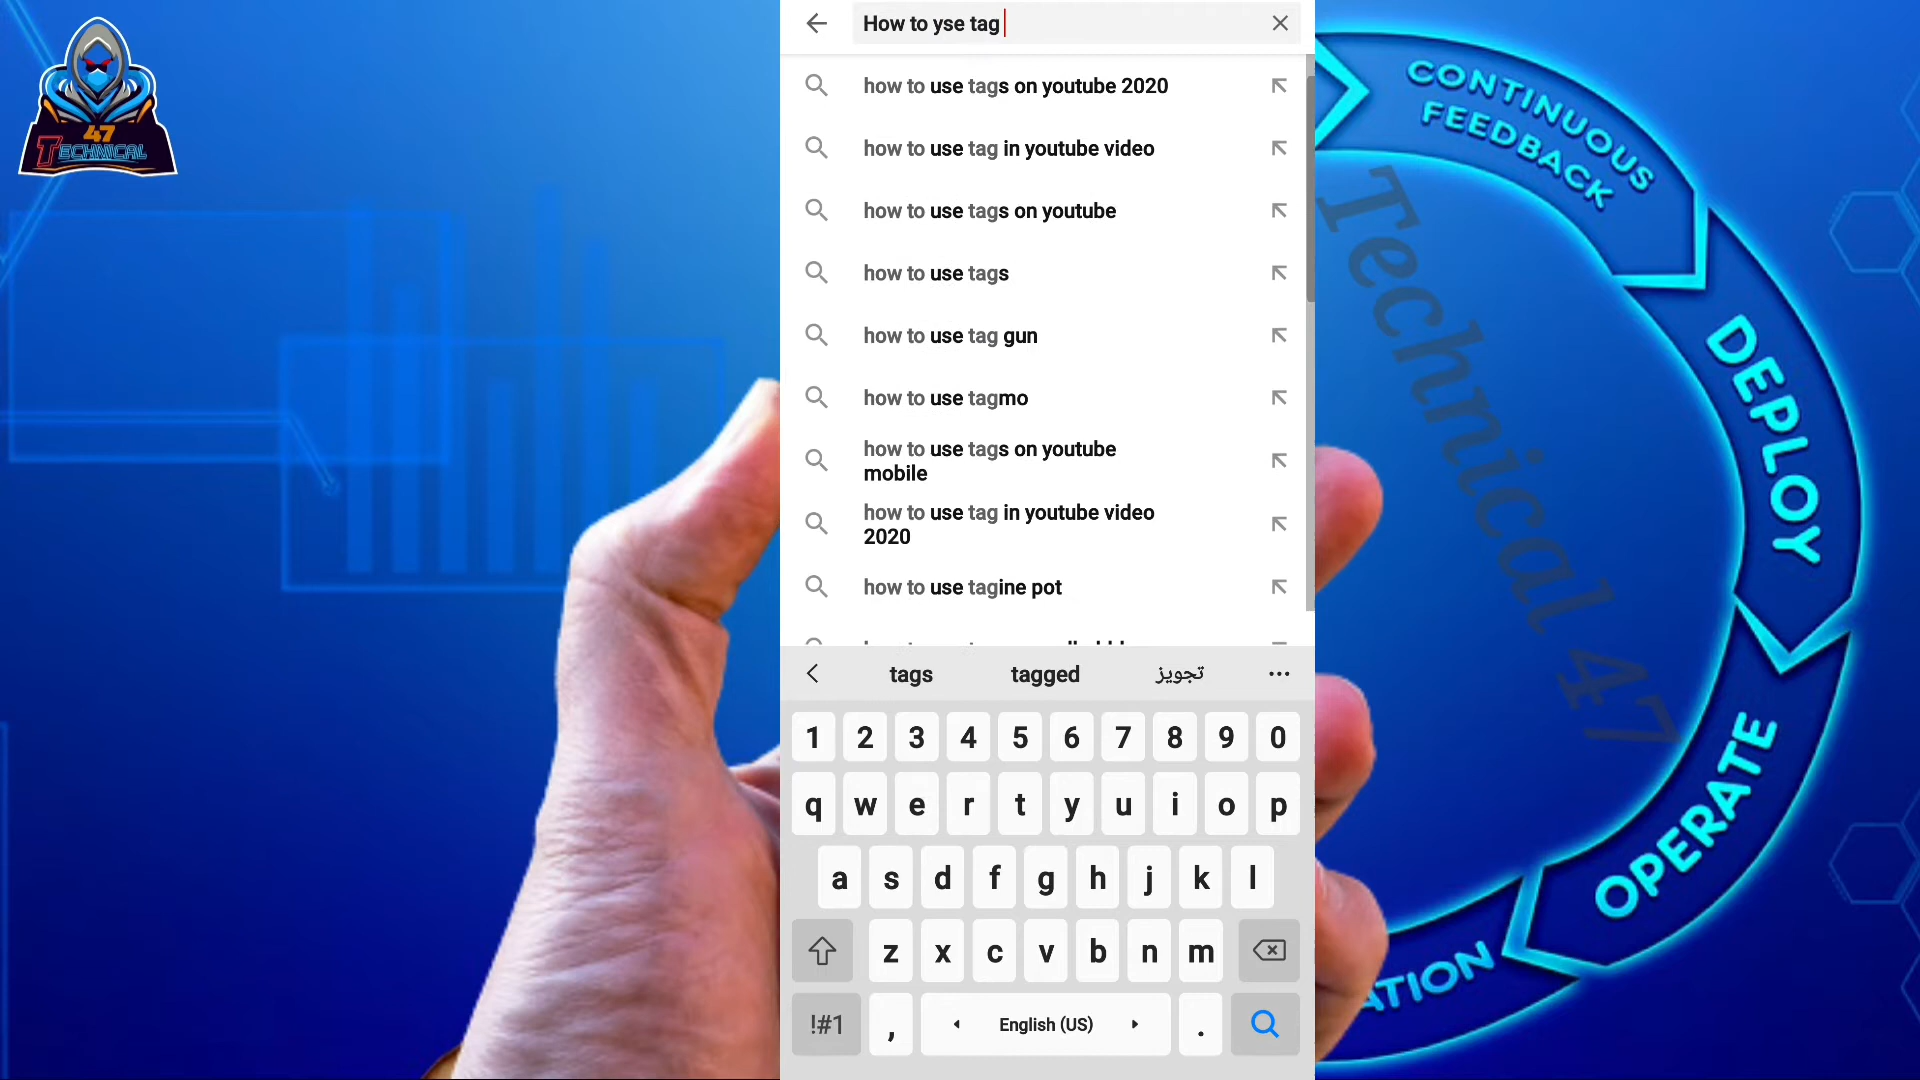 47
TECHNICAL
How to yse tag
how to use tags on youtube 2020
how to use tag in youtube video
how to use tags on youtube
how to use tags
how to use tag gun
how to use tagmo
how to use tags on youtube
mobile
how to use tag in youtube video
2020
how to use tagine pot
tags tagged تجويز ...
1 2 3 4 5 6 7 8 9 0
q w e r t y u i o p
a s d f g h j k l
z x c v b n m
!#1 , English (US) .
CONTINUOUS
FEEDBACK
DEPLOY
OPERATE
ATION
Technical 47